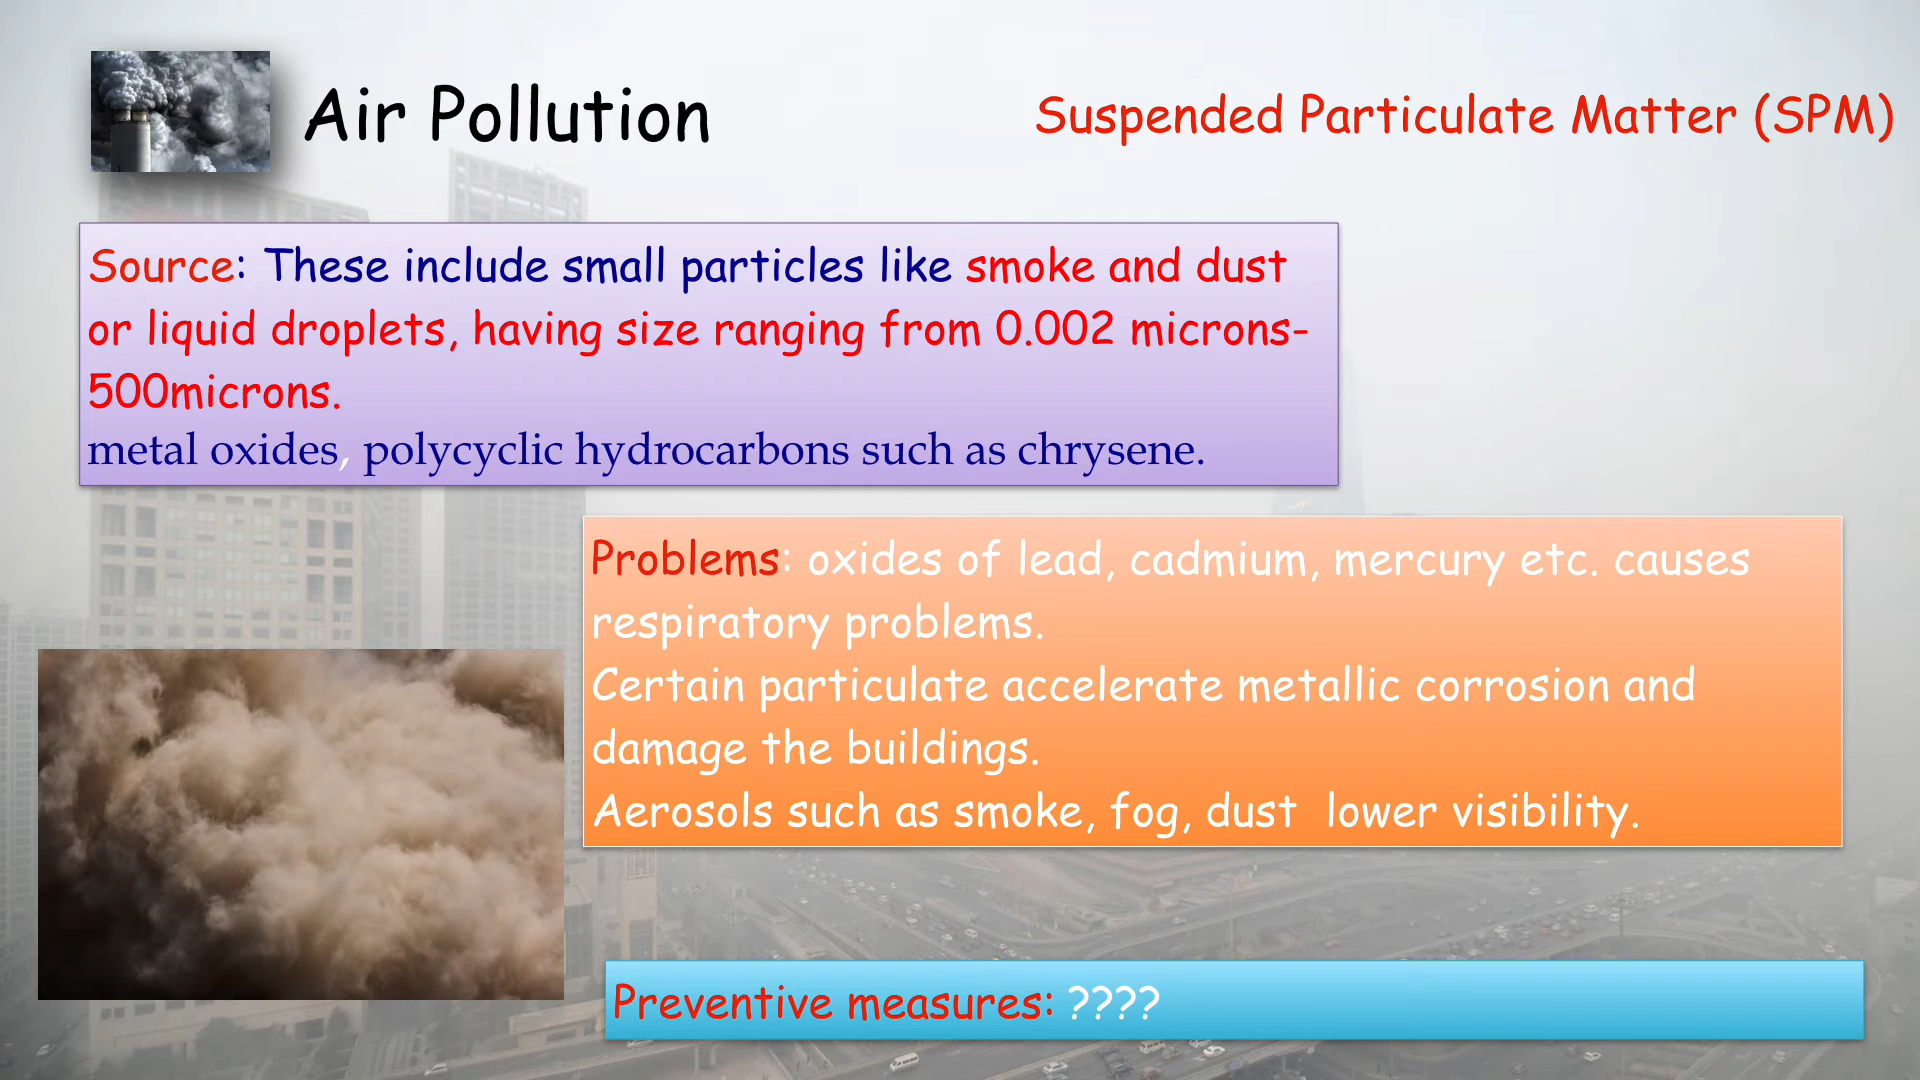 Air Pollution
Suspended Particulate Matter (SPM)
Source: These include small particles like smoke and dust
or liquid droplets, having size ranging from 0.002 microns-
500microns.
metal oxides, polycyclic hydrocarbons such as chrysene.
Problems: oxides of lead, cadmium, mercury etc. causes
respiratory problems.
Certain particulate accelerate metallic corrosion and
damage the buildings.
Aerosols such as smoke, fog, dust  lower visibility.
Preventive measures: ????